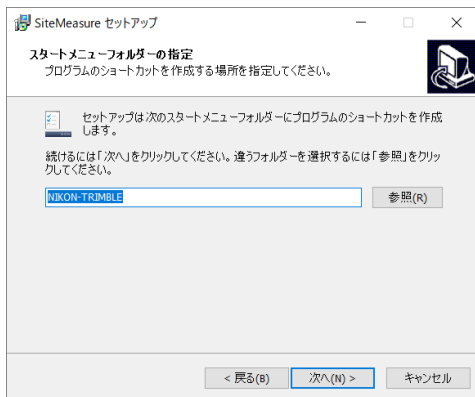 SiteMeasure セットアップ
スタートメニューフォルダーの指定
プログラムのショートカットを作成する場所を指定してください。
セットアップは次のスタートメニューフォルダーにプログラムのショートカットを作成
します。
続けるには「次へ」をクリックしてください。違うフォルダーを選択するには「参照」をクリッ
クしてください。
NIKON-TRIMBLE
参照(R)
< 戻る(B)
次へ(N) >
キャンセル